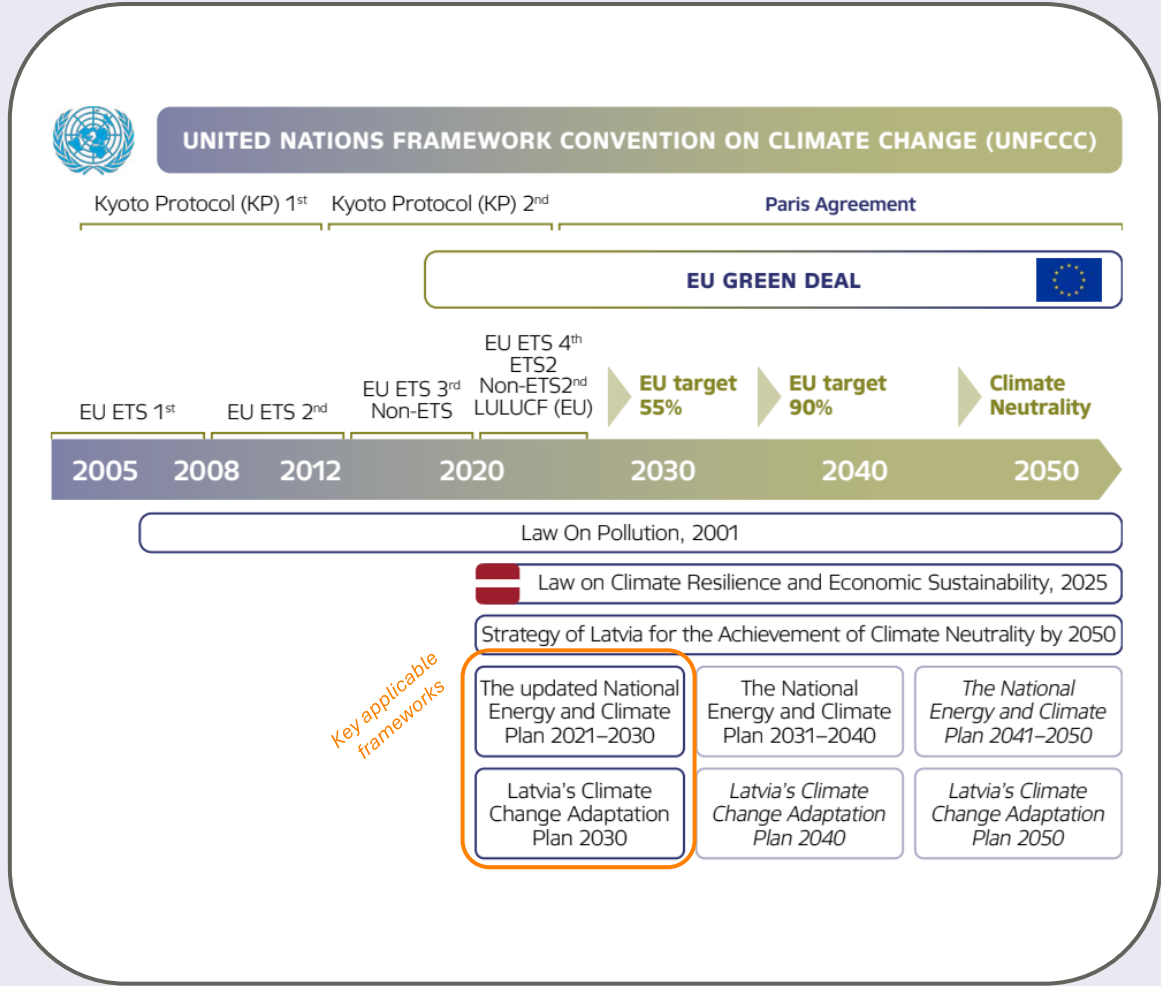 UNITED NATIONS FRAMEWORK CONVENTION ON CLIMATE CHANGE (UNFCCC)
Kyoto Protocol (KP) 1st
Kyoto Protocol (KP) 2nd
Paris Agreement
EU GREEN DEAL
EU ETS 1st
EU ETS 2nd
EU ETS 3rd
Non-ETS
EU ETS 4th
ETS2
Non-ETS2nd
LULUCF (EU)
EU target
55%
EU target
90%
Climate
Neutrality
2005 2008 2012 2020 2030 2040 2050
Law On Pollution, 2001
Law on Climate Resilience and Economic Sustainability, 2025
Strategy of Latvia for the Achievement of Climate Neutrality by 2050
Key applicable
frameworks
The updated National
Energy and Climate
Plan 2021–2030
The National
Energy and Climate
Plan 2031–2040
The National
Energy and Climate
Plan 2041–2050
Latvia's Climate
Change Adaptation
Plan 2030
Latvia's Climate
Change Adaptation
Plan 2040
Latvia's Climate
Change Adaptation
Plan 2050